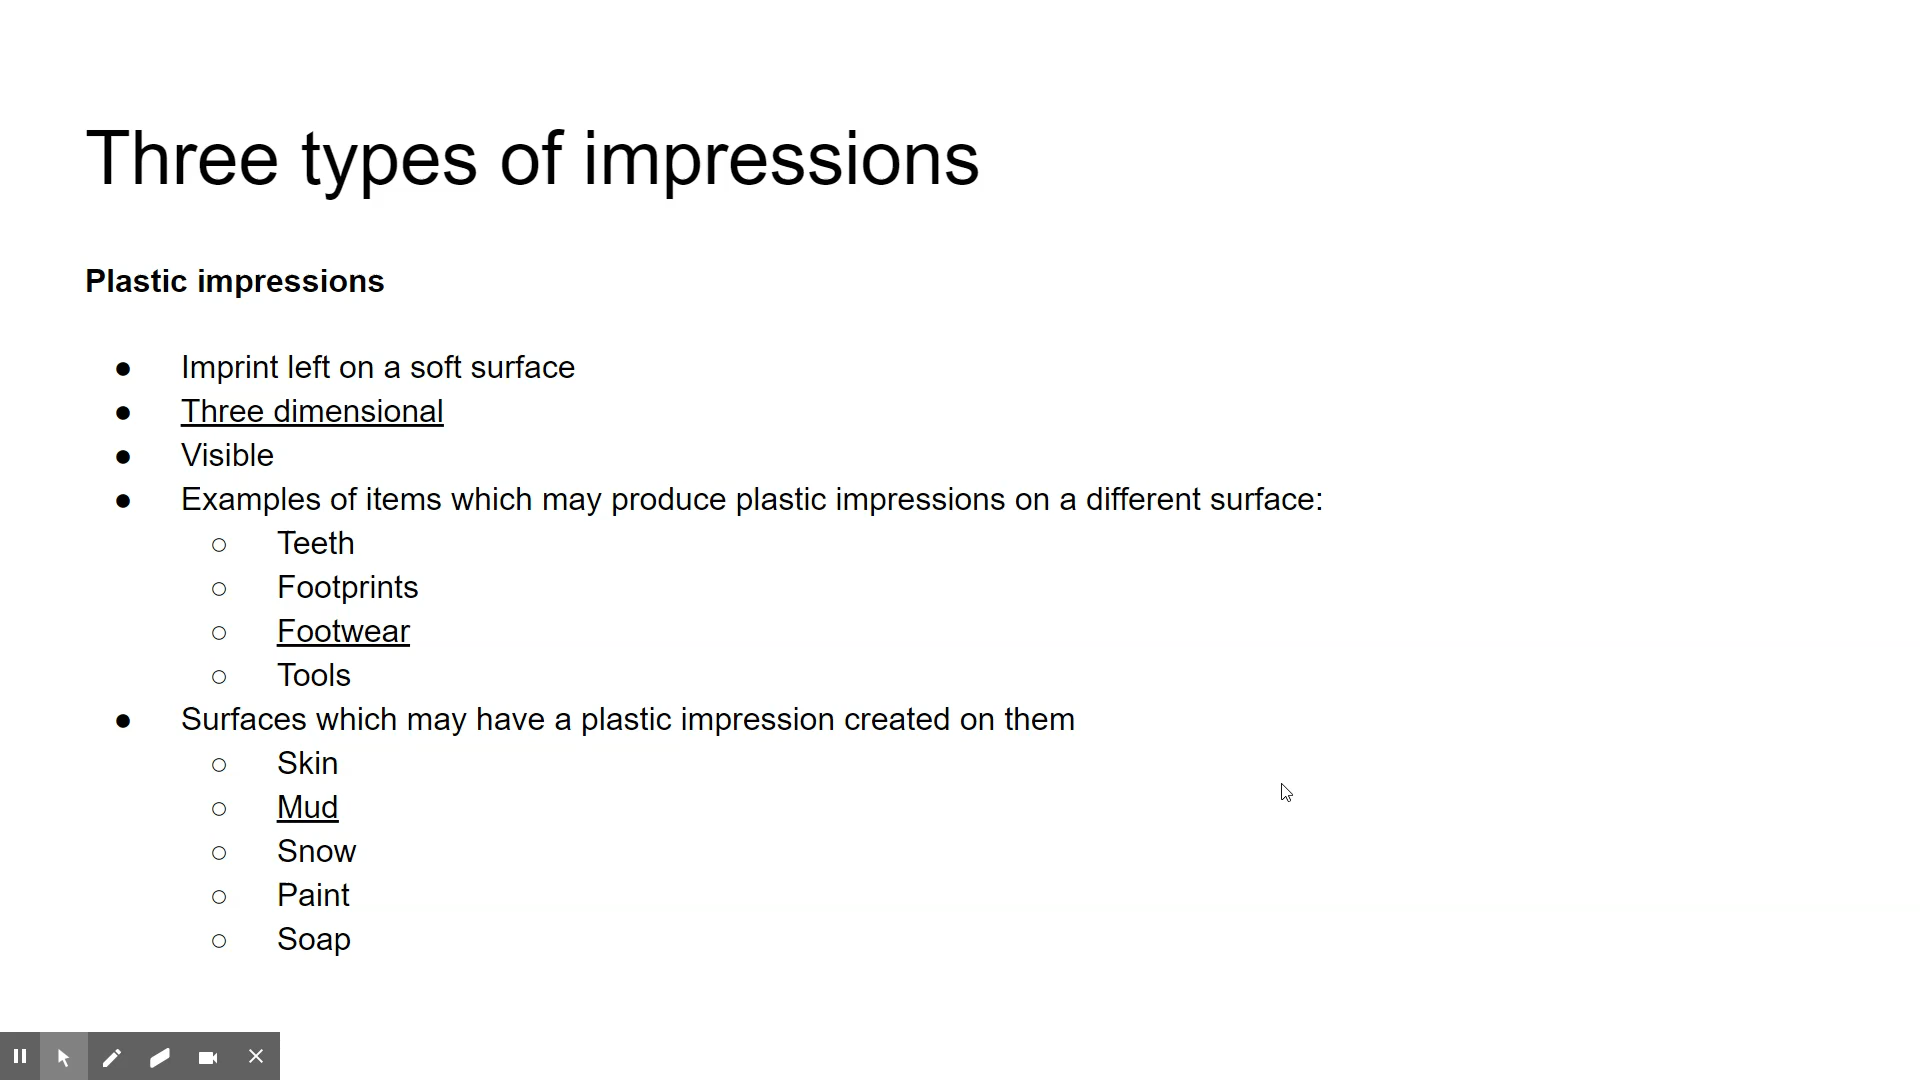 Three types of impressions
Plastic impressions
● Imprint left on a soft surface
● Three dimensional
● Visible
● Examples of items which may produce plastic impressions on a different surface:
○ Teeth
○ Footprints
○ Footwear
○ Tools
● Surfaces which may have a plastic impression created on them
○ Skin
○ Mud
○ Snow
○ Paint
○ Soap